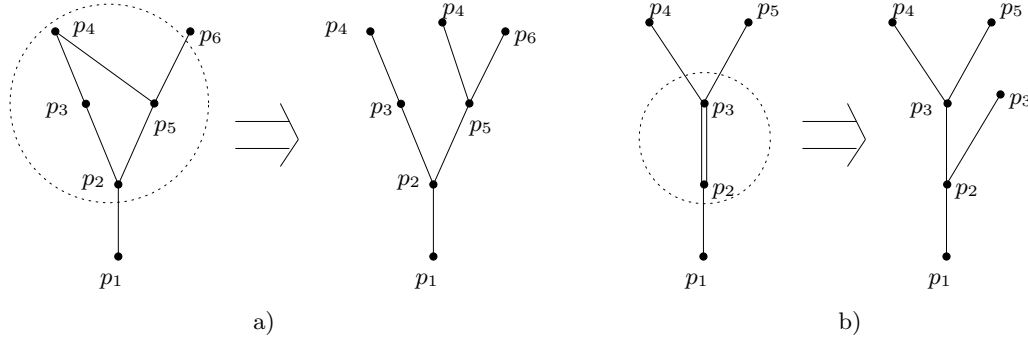 p₄ p₆ p₃ p₅ p₂ p₁
p₄ p₄ p₆ p₃ p₅ p₂ p₁
p₄ p₅ p₃ p₂ p₁
p₄ p₅ p₃ p₃ p₂ p₁
a) b)